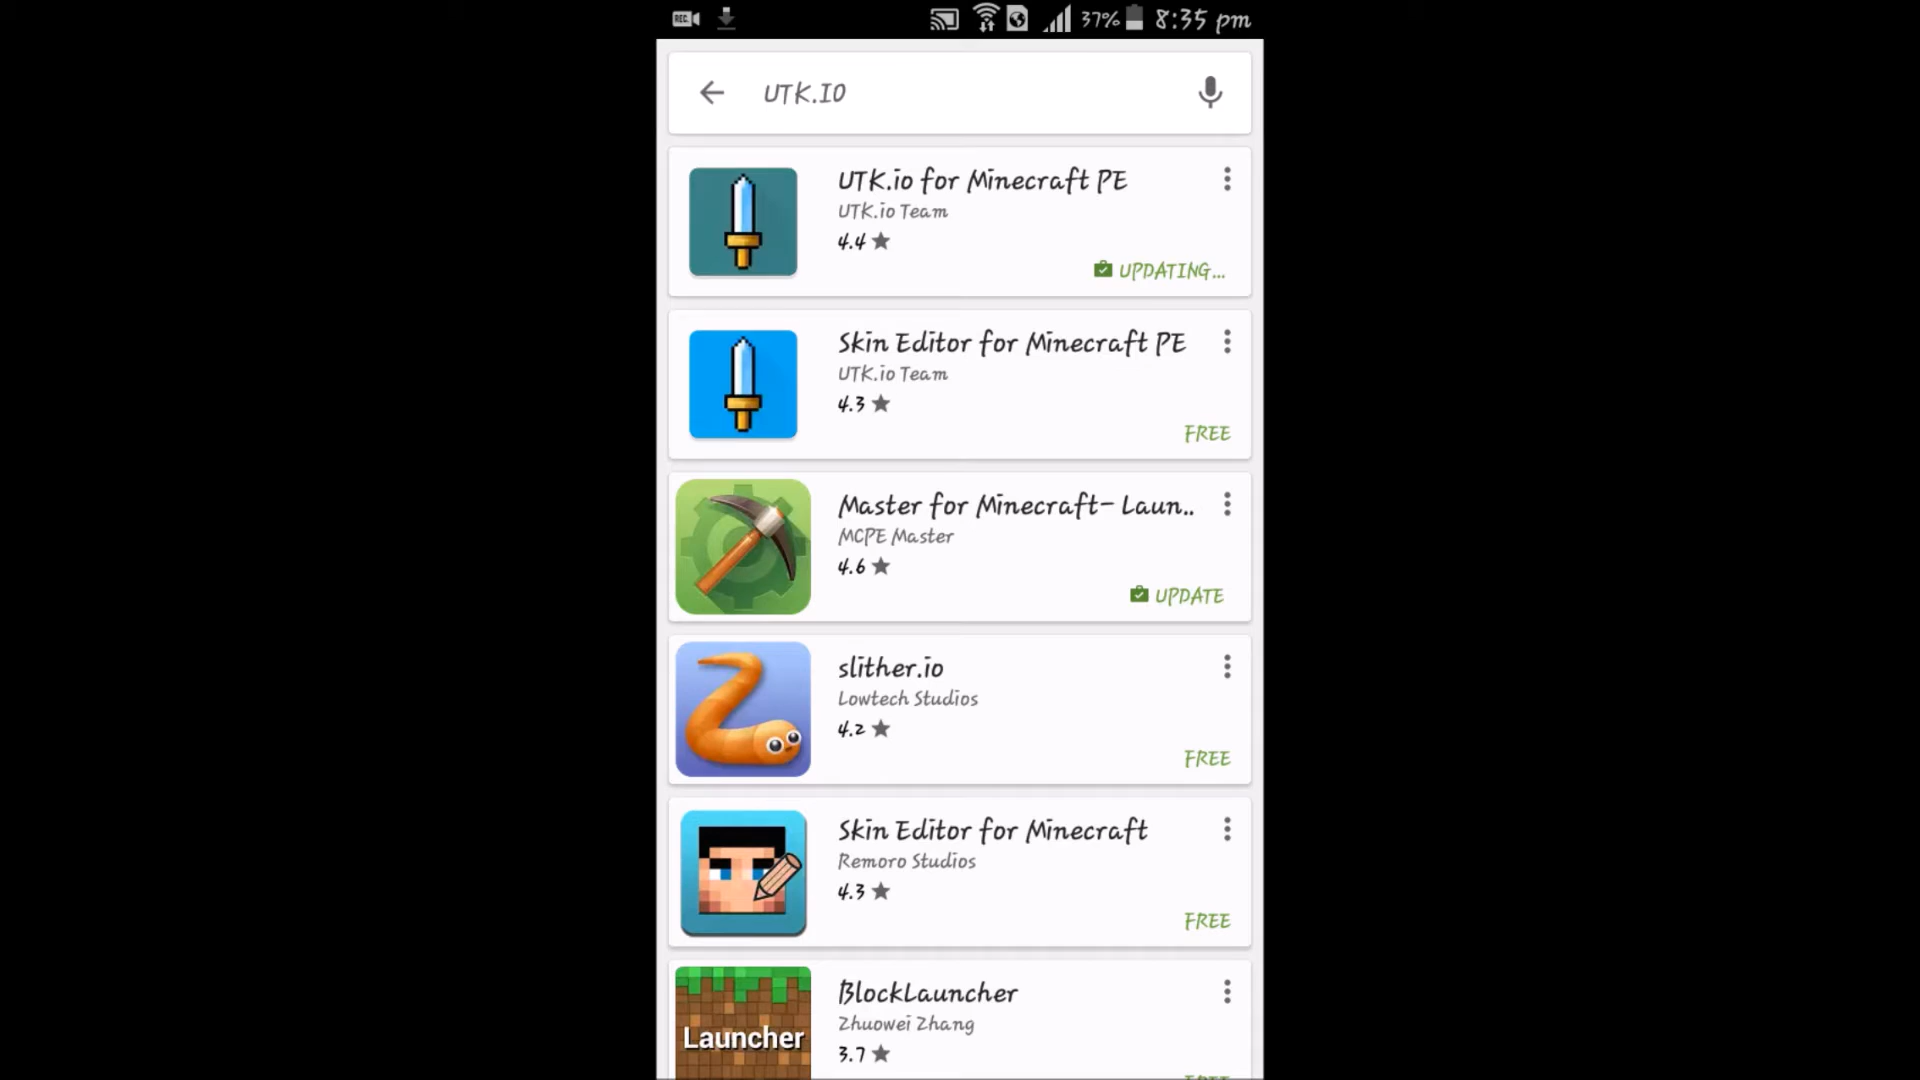 REC 37% 8:35 pm
UTK.IO
UTK.io for Minecraft PE
UTK.io Team
4.4
UPDATING...
Skin Editor for Minecraft PE
UTK.io Team
4.3
FREE
Master for Minecraft- Laun..
MCPE Master
4.6
UPDATE
slither.io
Lowtech Studios
4.2
FREE
Skin Editor for Minecraft
Remoro Studios
4.3
FREE
BlockLauncher
Zhuowei Zhang
Launcher
3.7